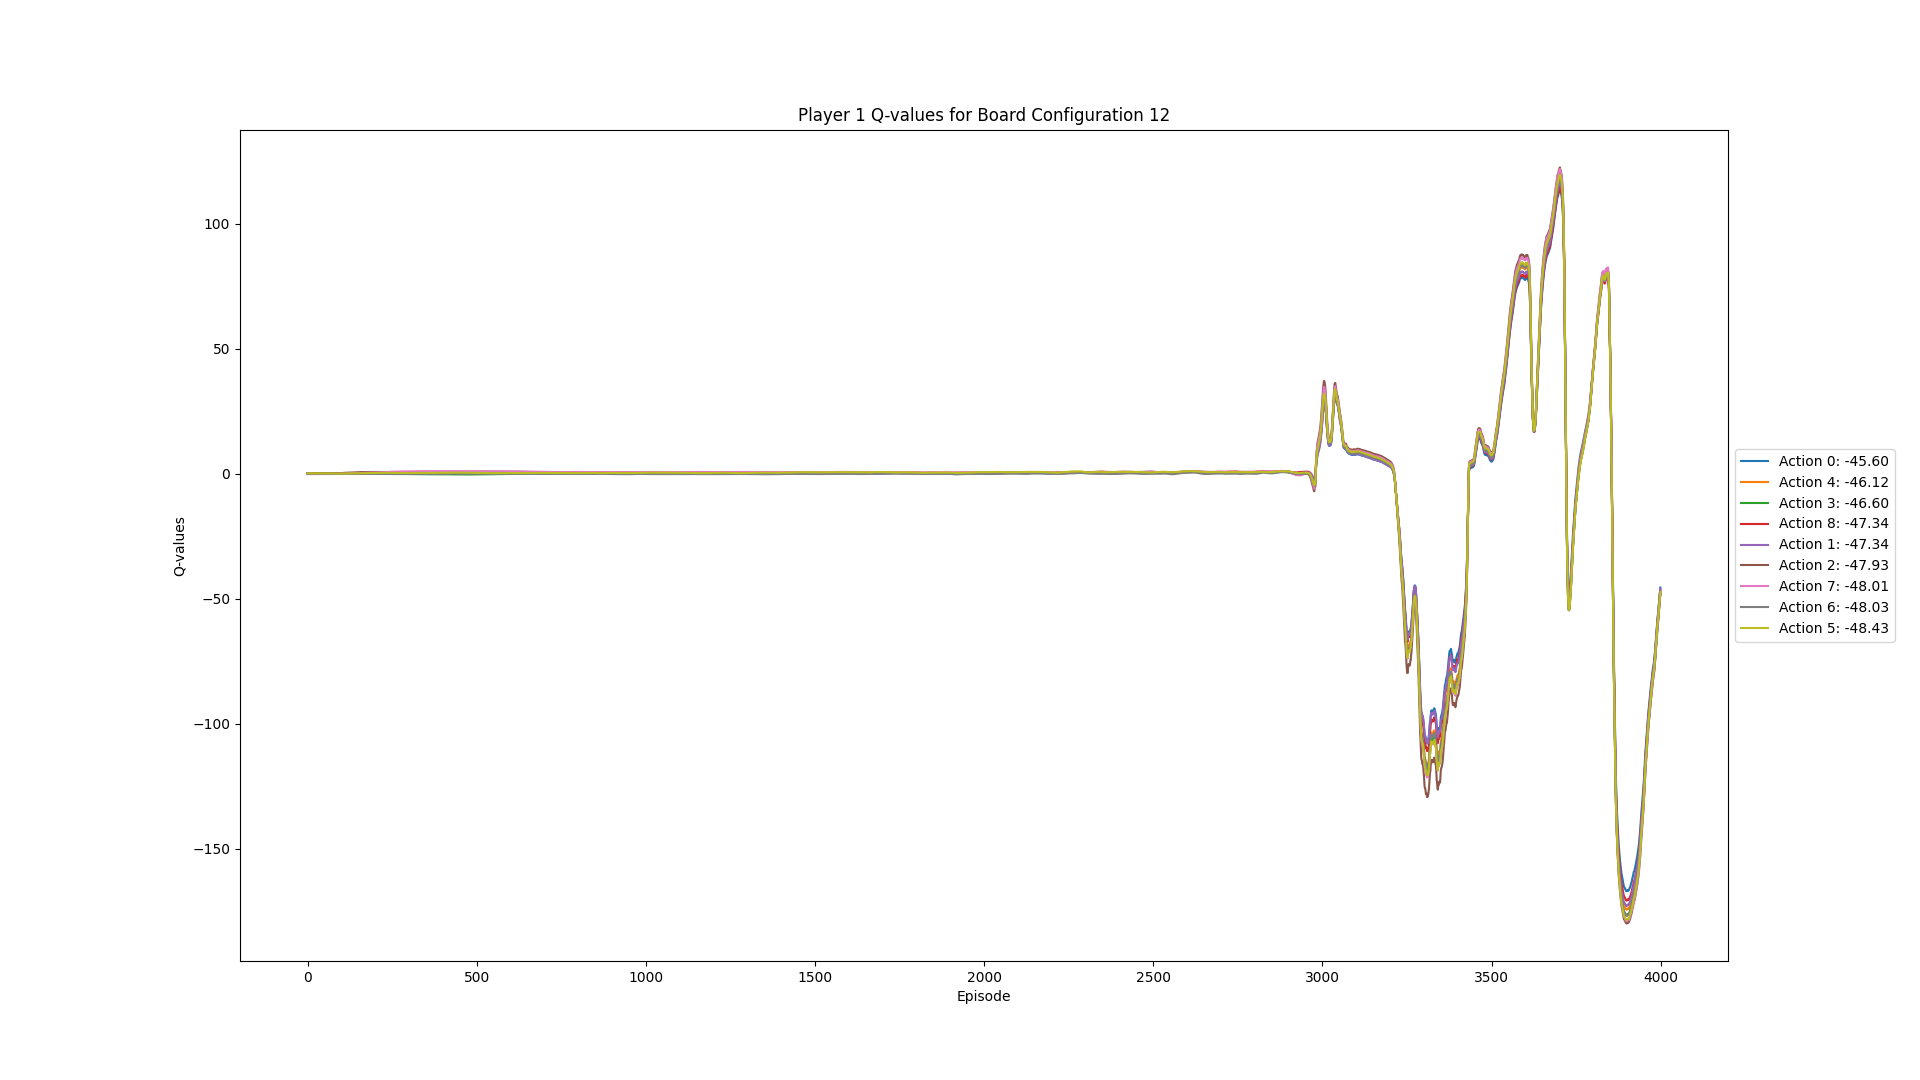 Player 1 Q-values for Board Configuration 12
100
50
0
−50
−100
−150
Q-values
0 500 1000 1500 2000 2500 3000 3500 4000
Episode
Action 0: -45.60
Action 4: -46.12
Action 3: -46.60
Action 8: -47.34
Action 1: -47.34
Action 2: -47.93
Action 7: -48.01
Action 6: -48.03
Action 5: -48.43